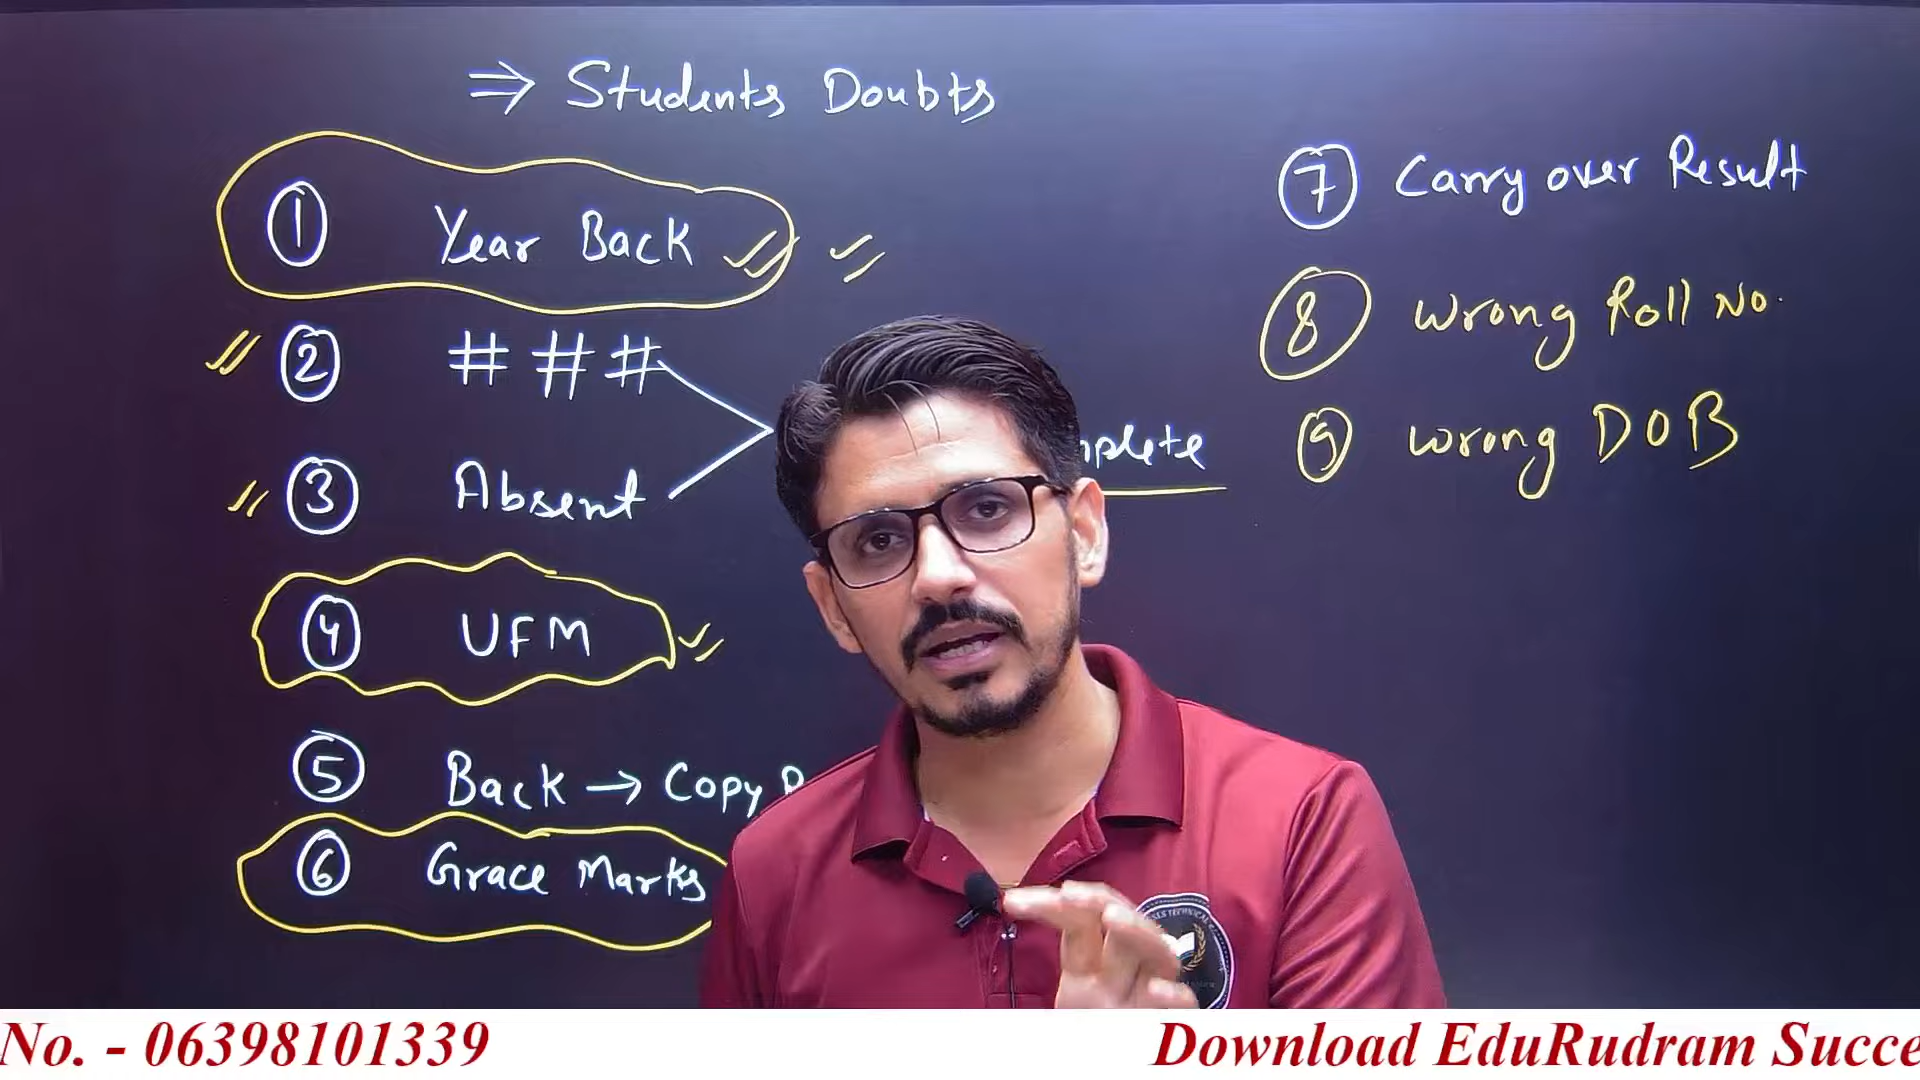 ⇒ Students Doubts
① Year Back
② # # #
③ Absent
④ UFM
⑤ Back → Copy
⑥ Grace Marks
mplete
⑦ Carry over Result
⑧ Wrong Roll No.
⑨ Wrong DOB
No. - 06398101339
Download EduRudram Succe